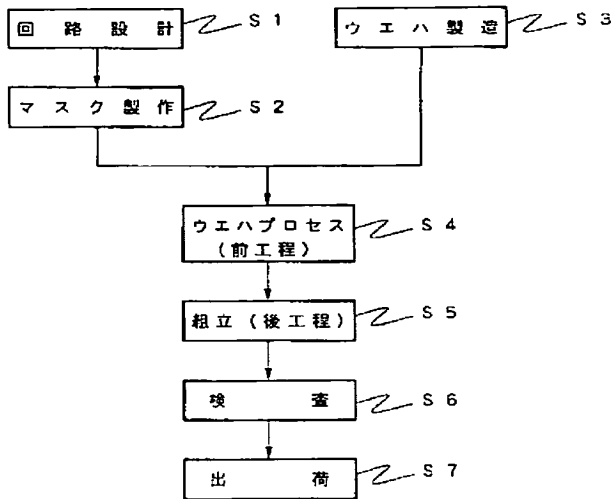 回路設計 S1
ウエハ製造 S3
マスク製作 S2
ウエハプロセス
(前工程) S4
組立(後工程) S5
検査 S6
出荷 S7